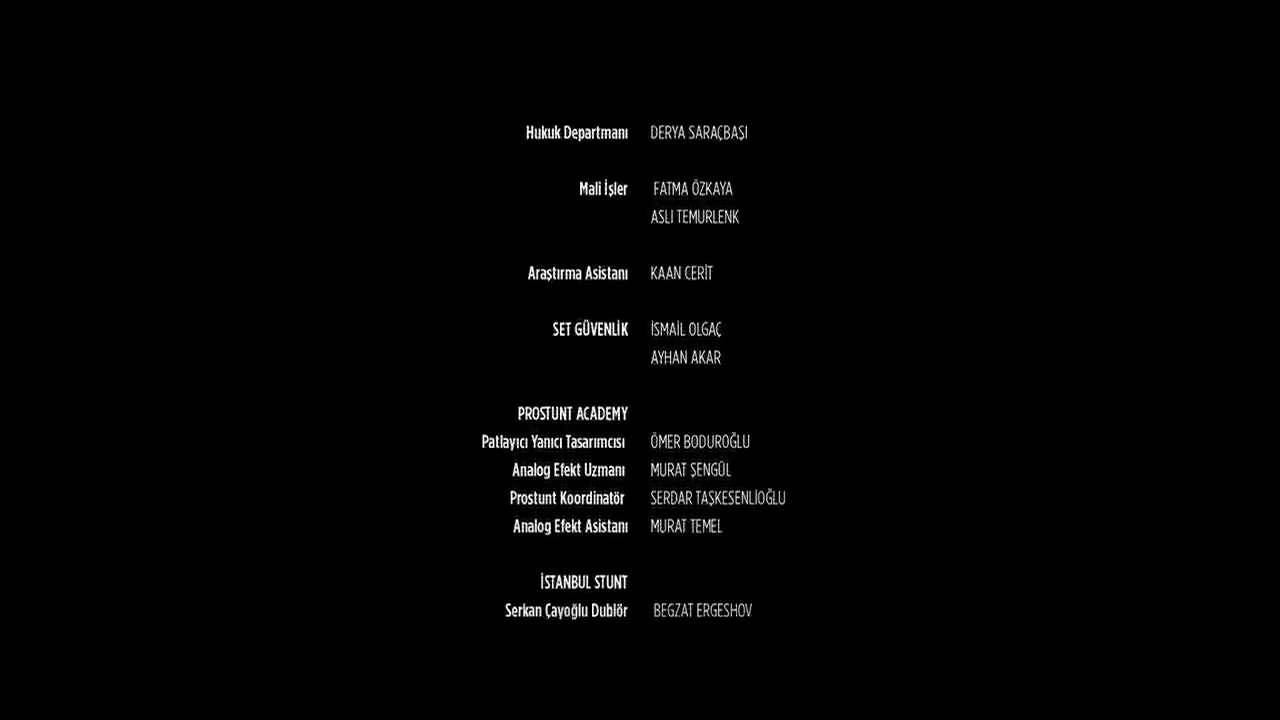 Hukuk Departmanı DERYA SARAÇBAŞI
Mali İşler FATMA ÖZKAYA
ASLI TEMURLENK
Araştırma Asistanı KAAN CERİT
SET GÜVENLİK İSMAİL OLGAÇ
AYHAN AKAR
PROSTUNT ACADEMY
Patlayıcı Yanıcı Tasarımcısı ÖMER BODUROĞLU
Analog Efekt Uzmanı MURAT ŞENGÜL
Prostunt Koordinatör SERDAR TAŞKESENLİOĞLU
Analog Efekt Asistanı MURAT TEMEL
İSTANBUL STUNT
Serkan Çayoğlu Dublör BEGZAT ERGESHOV